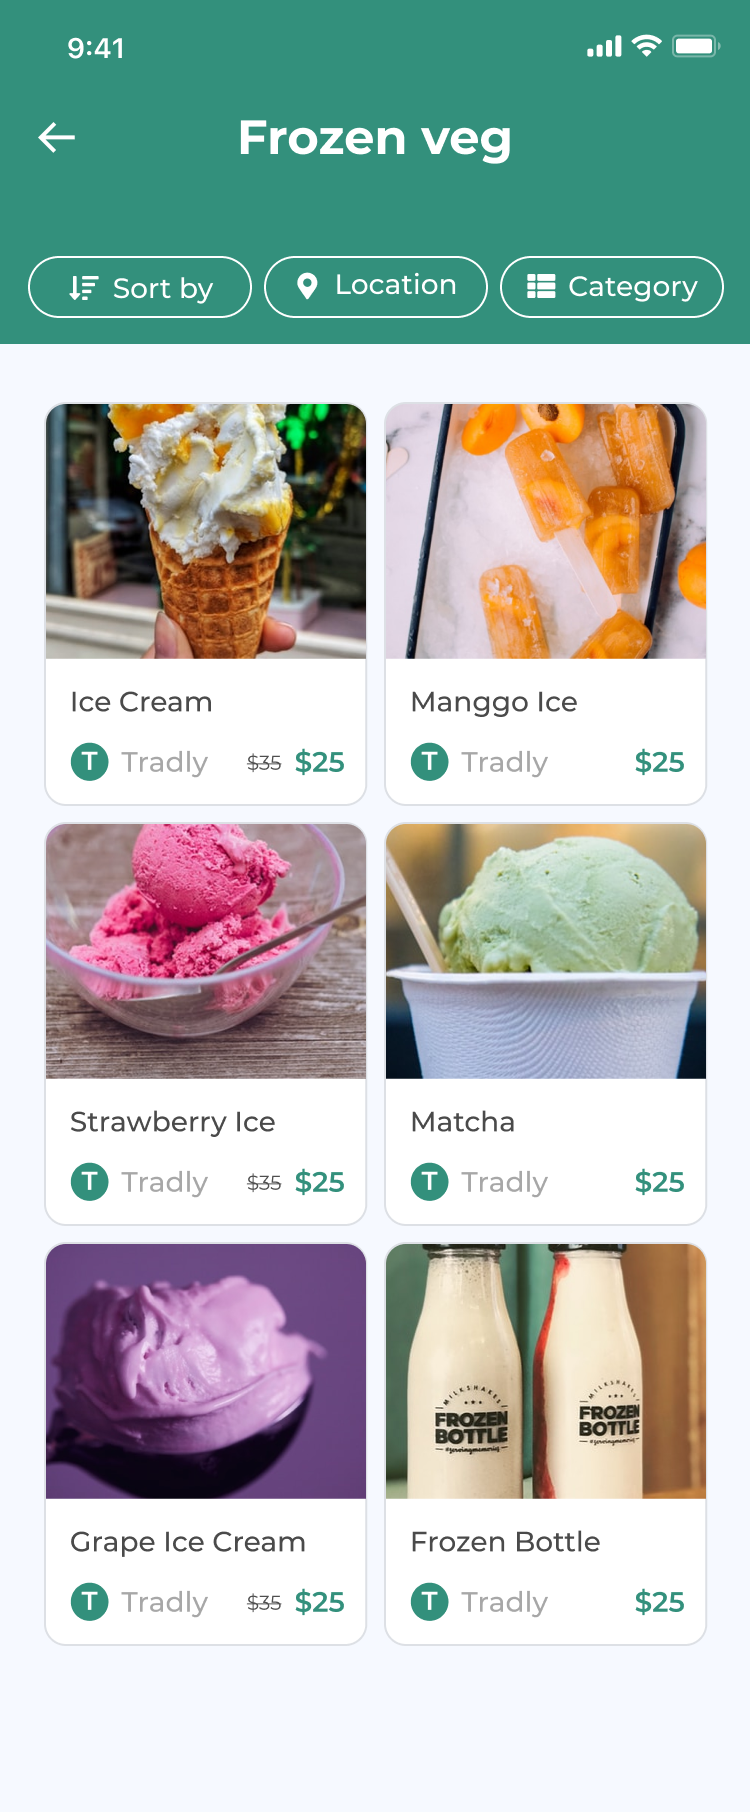 9:41
Frozen veg
Sort by
Location
Category
Ice Cream
T Tradly $35 $25
Manggo Ice
T Tradly $25
Strawberry Ice
T Tradly $35 $25
Matcha
T Tradly $25
MILKSHAKES
FROZEN
BOTTLE
#servingmemories
MILKSHAKES
FROZEN
BOTTLE
#servingmemories
Grape Ice Cream
T Tradly $35 $25
Frozen Bottle
T Tradly $25